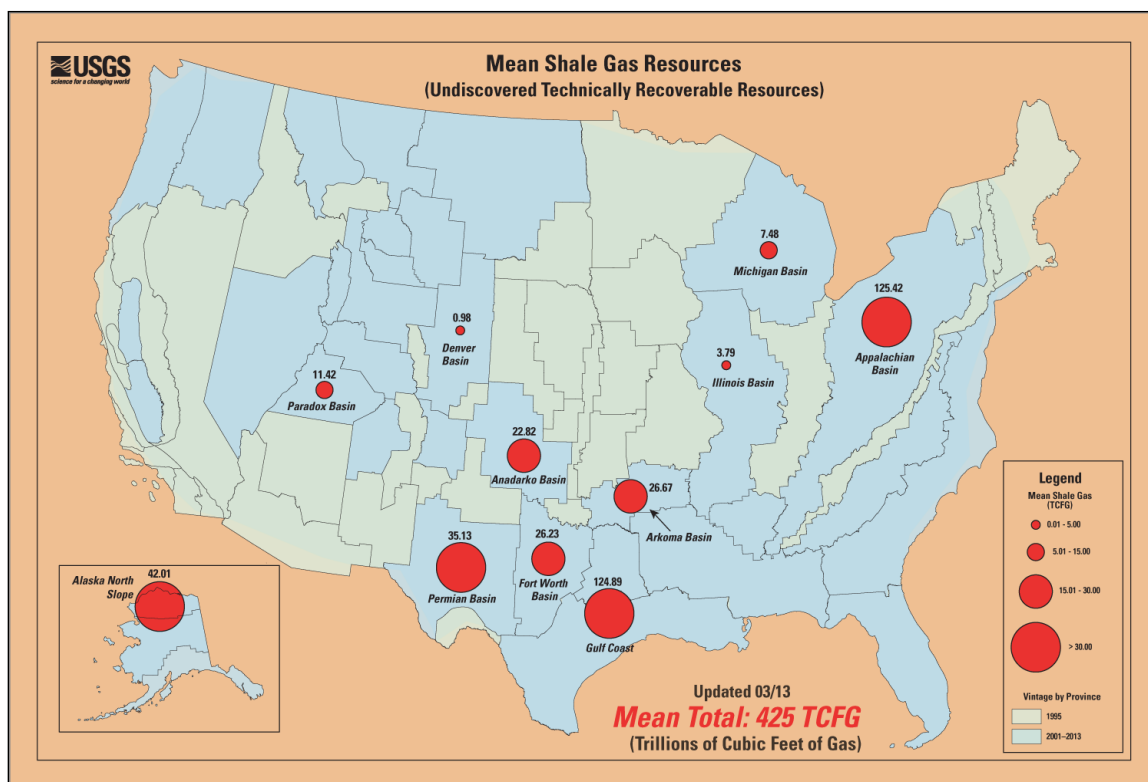 USGS
science for a changing world
Mean Shale Gas Resources
(Undiscovered Technically Recoverable Resources)
7.48
Michigan Basin
125.42
Appalachian
Basin
0.98
Denver
Basin
3.79
Illinois Basin
11.42
Paradox Basin
22.82
Anadarko Basin
26.67
Arkoma Basin
35.13
Permian Basin
26.23
Fort Worth
Basin
124.89
Gulf Coast
Alaska North
Slope
42.01
Updated 03/13
Mean Total: 425 TCFG
(Trillions of Cubic Feet of Gas)
Legend
Mean Shale Gas
(TCFG)
0.01 - 5.00
5.01 - 15.00
15.01 - 30.00
> 30.00
Vintage by Province
1995
2001–2013